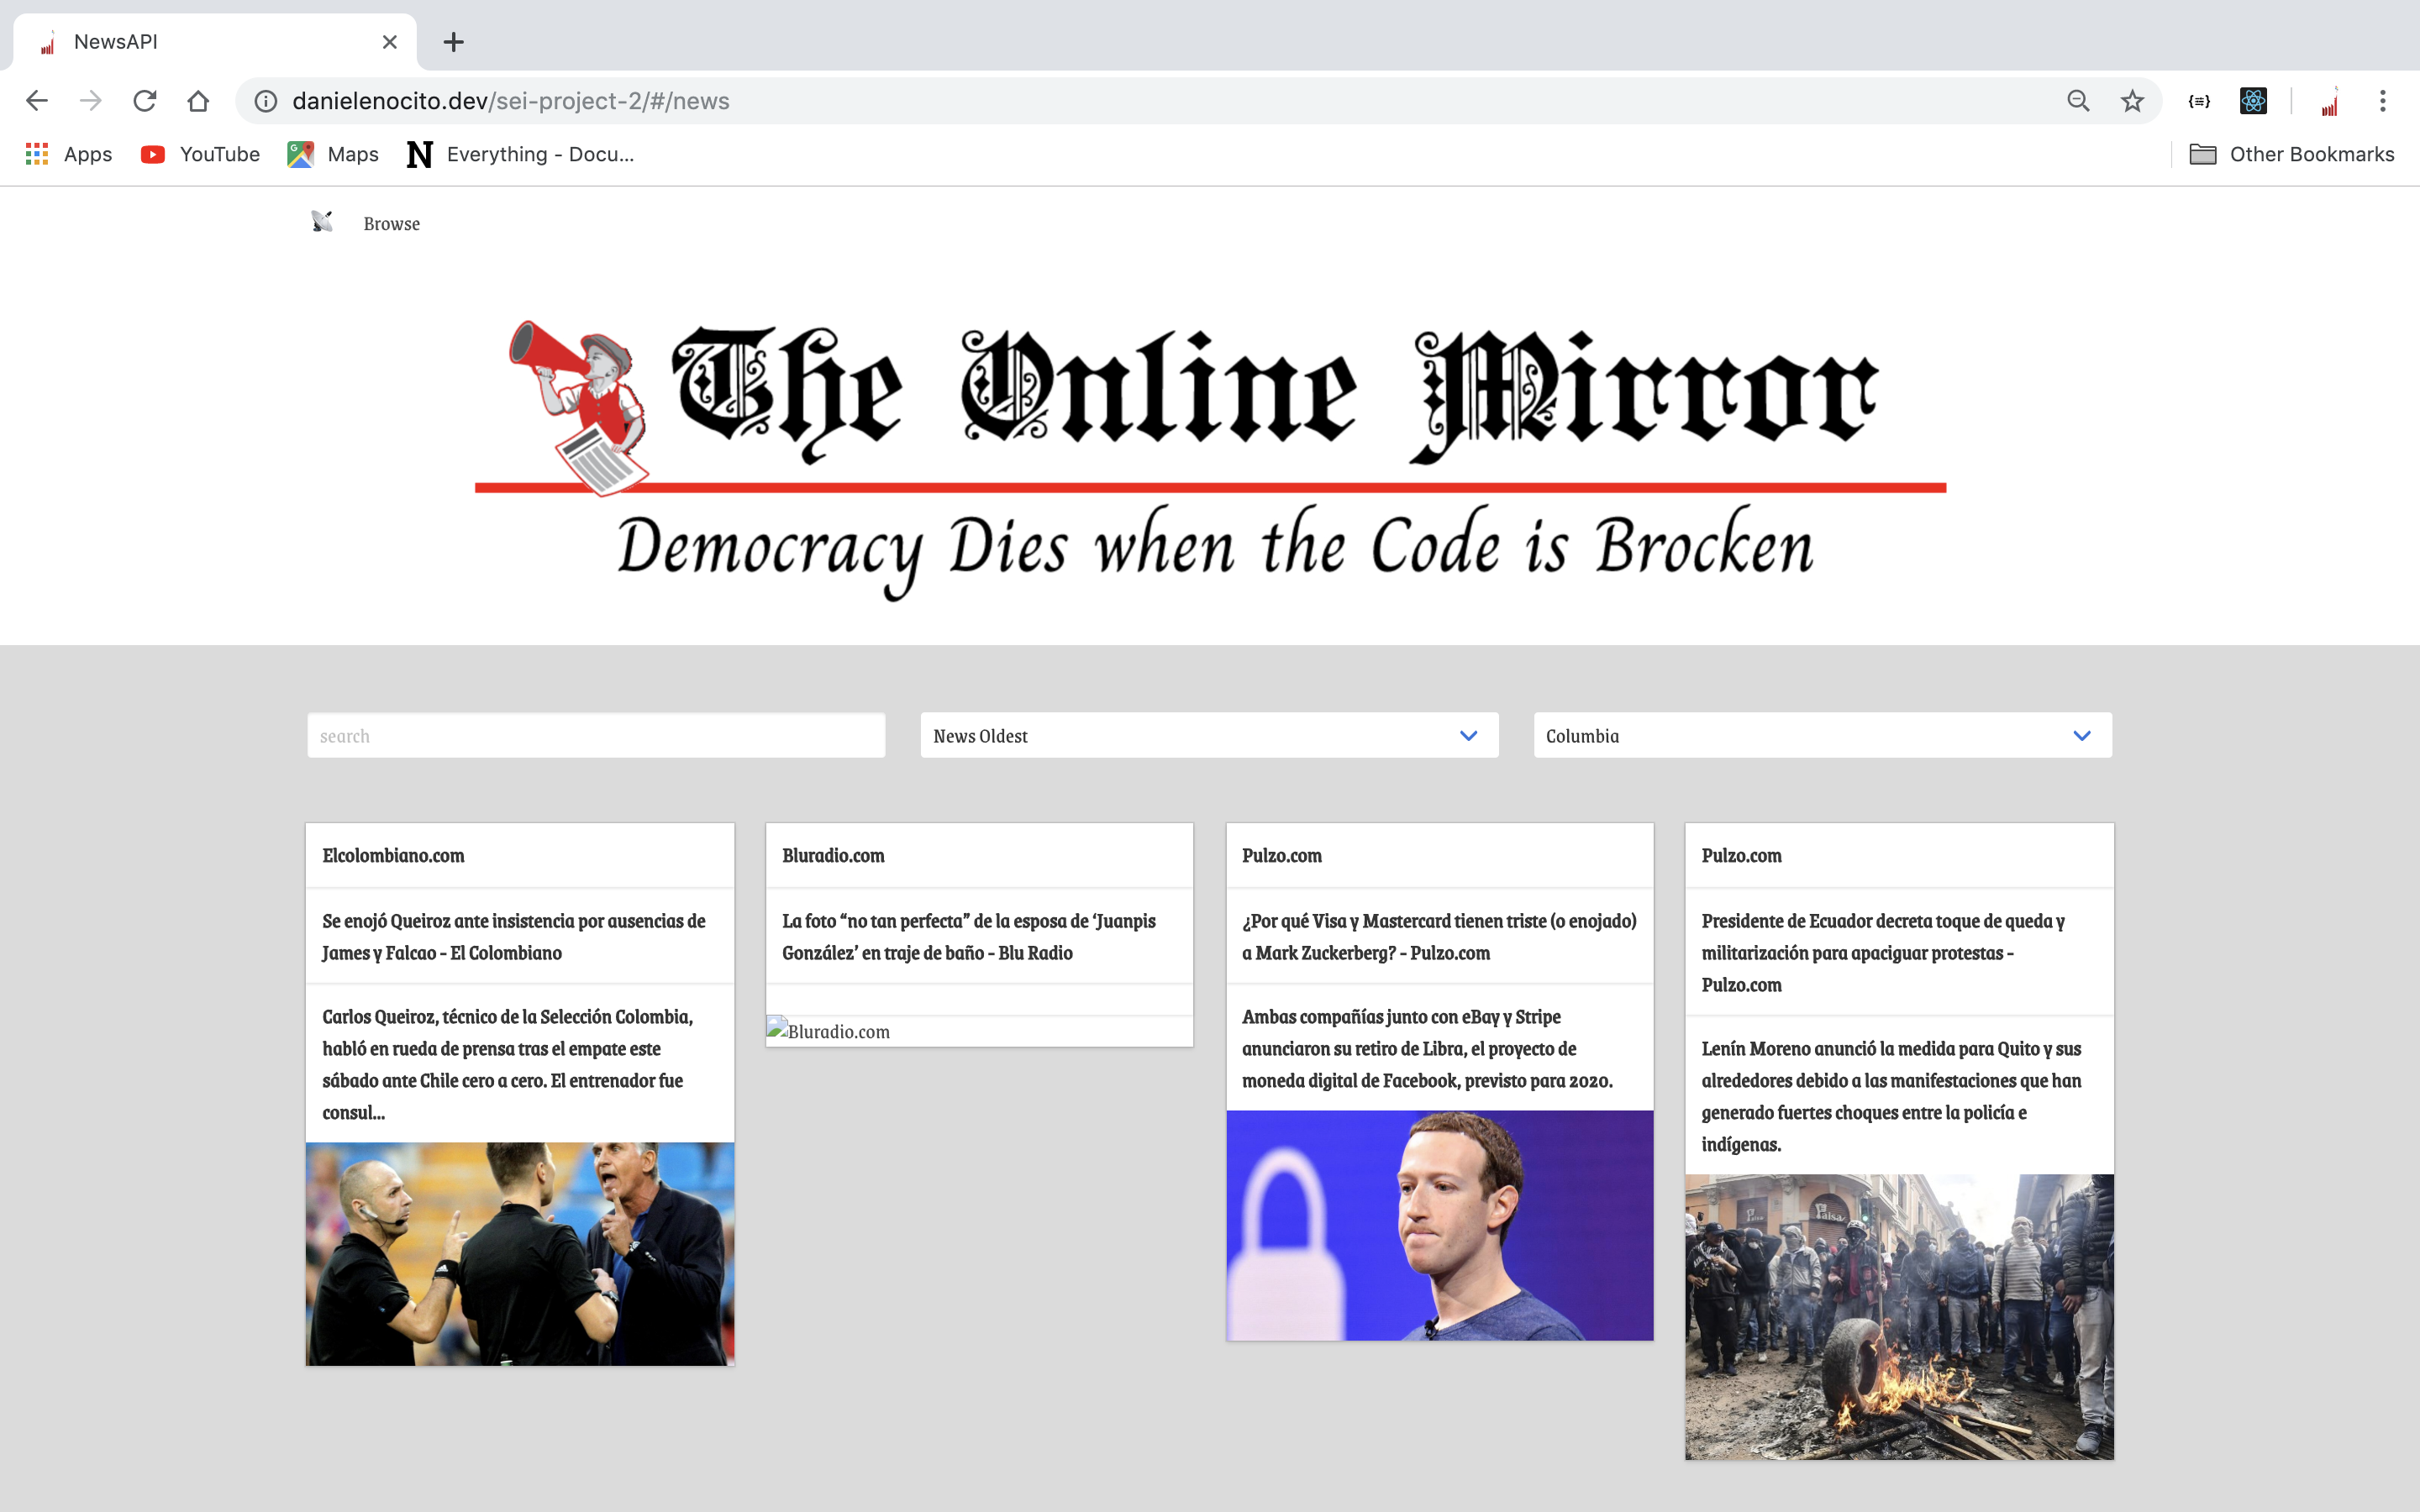 NewsAPI
danielenocito.dev/sei-project-2/#/news
Apps YouTube Maps N Everything - Docu... Other Bookmarks
Browse
The Online Mirror
Democracy Dies when the Code is Brocken
search
News Oldest
Columbia
Elcolombiano.com
Se enojó Queiroz ante insistencia por ausencias de
James y Falcao - El Colombiano
Carlos Queiroz, técnico de la Selección Colombia,
habló en rueda de prensa tras el empate este
sábado ante Chile cero a cero. El entrenador fue
consul...
Bluradio.com
La foto “no tan perfecta” de la esposa de ‘Juanpis
González’ en traje de baño - Blu Radio
Bluradio.com
Pulzo.com
¿Por qué Visa y Mastercard tienen triste (o enojado)
a Mark Zuckerberg? - Pulzo.com
Ambas compañías junto con eBay y Stripe
anunciaron su retiro de Libra, el proyecto de
moneda digital de Facebook, previsto para 2020.
Pulzo.com
Presidente de Ecuador decreta toque de queda y
militarización para apaciguar protestas -
Pulzo.com
Lenín Moreno anunció la medida para Quito y sus
alrededores debido a las manifestaciones que han
generado fuertes choques entre la policía e
indígenas.